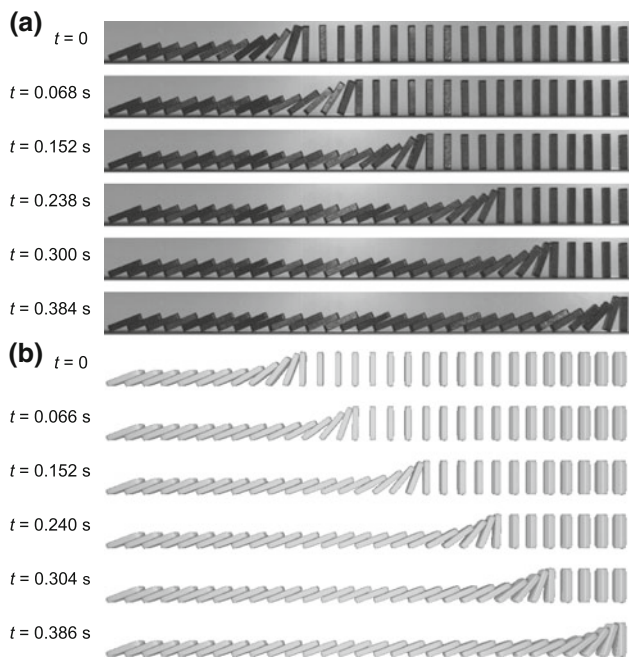 (a)
t = 0
t = 0.068 s
t = 0.152 s
t = 0.238 s
t = 0.300 s
t = 0.384 s
(b)
t = 0
t = 0.066 s
t = 0.152 s
t = 0.240 s
t = 0.304 s
t = 0.386 s